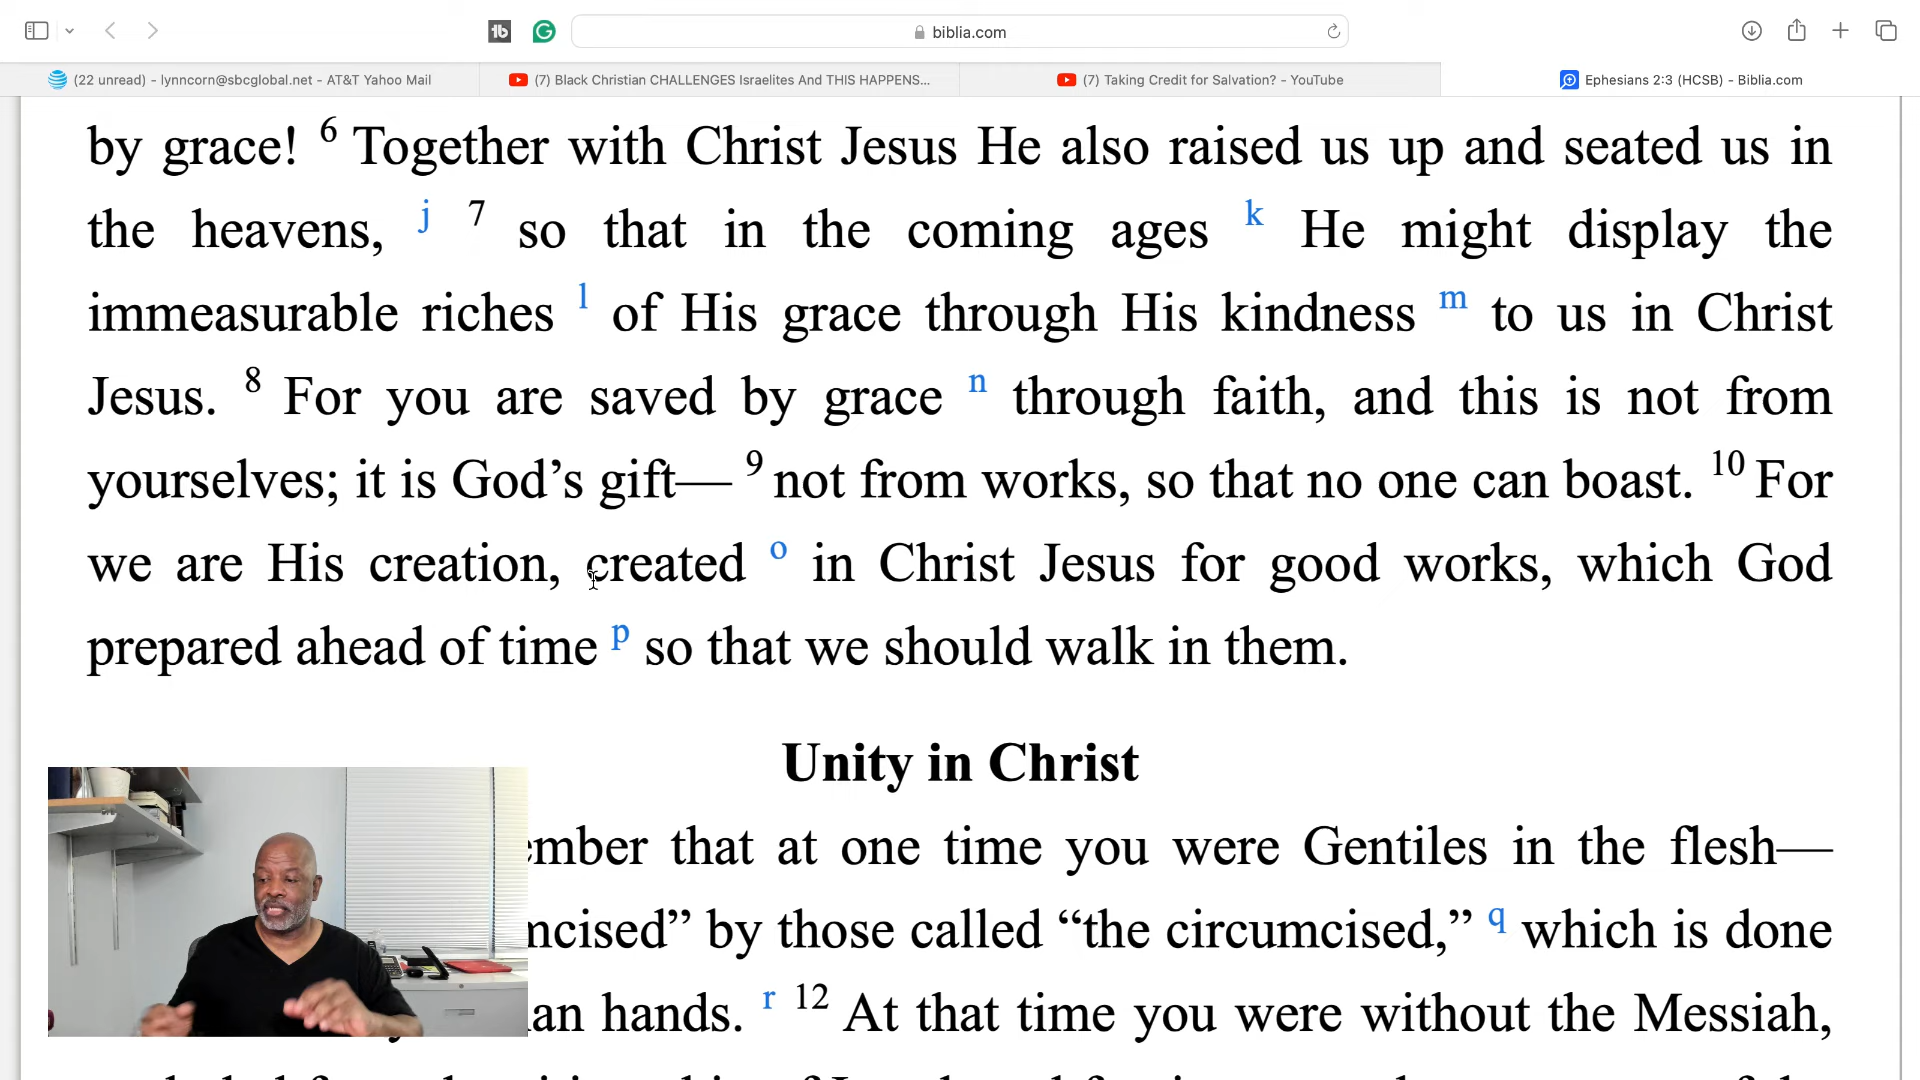 biblia.com
(22 unread) - lynncorn@sbcglobal.net - AT&T Yahoo Mail
(7) Black Christian CHALLENGES Israelites And THIS HAPPENS...
(7) Taking Credit for Salvation? - YouTube
Ephesians 2:3 (HCSB) - Biblia.com
by grace! 6 Together with Christ Jesus He also raised us up and seated us in
the heavens, j 7 so that in the coming ages k He might display the
immeasurable riches l of His grace through His kindness m to us in Christ
Jesus. 8 For you are saved by grace n through faith, and this is not from
yourselves; it is God’s gift— 9 not from works, so that no one can boast. 10 For
we are His creation, created o in Christ Jesus for good works, which God
prepared ahead of time p so that we should walk in them.
Unity in Christ
ember that at one time you were Gentiles in the flesh—
mcised” by those called “the circumcised,” q which is done
an hands. r 12 At that time you were without the Messiah,